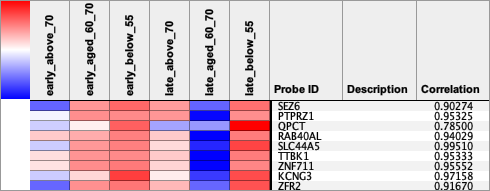 early_above_70
early_aged_60_70
early_below_55
late_above_70
late_aged_60_70
late_below_55
Probe ID Description Correlation
SEZ6 0.90274
PTPRZ1 0.95325
QPCT 0.78500
RAB40AL 0.94029
SLC44A5 0.99510
TTBK1 0.95333
ZNF711 0.95552
KCNG3 0.97158
ZFR2 0.91670